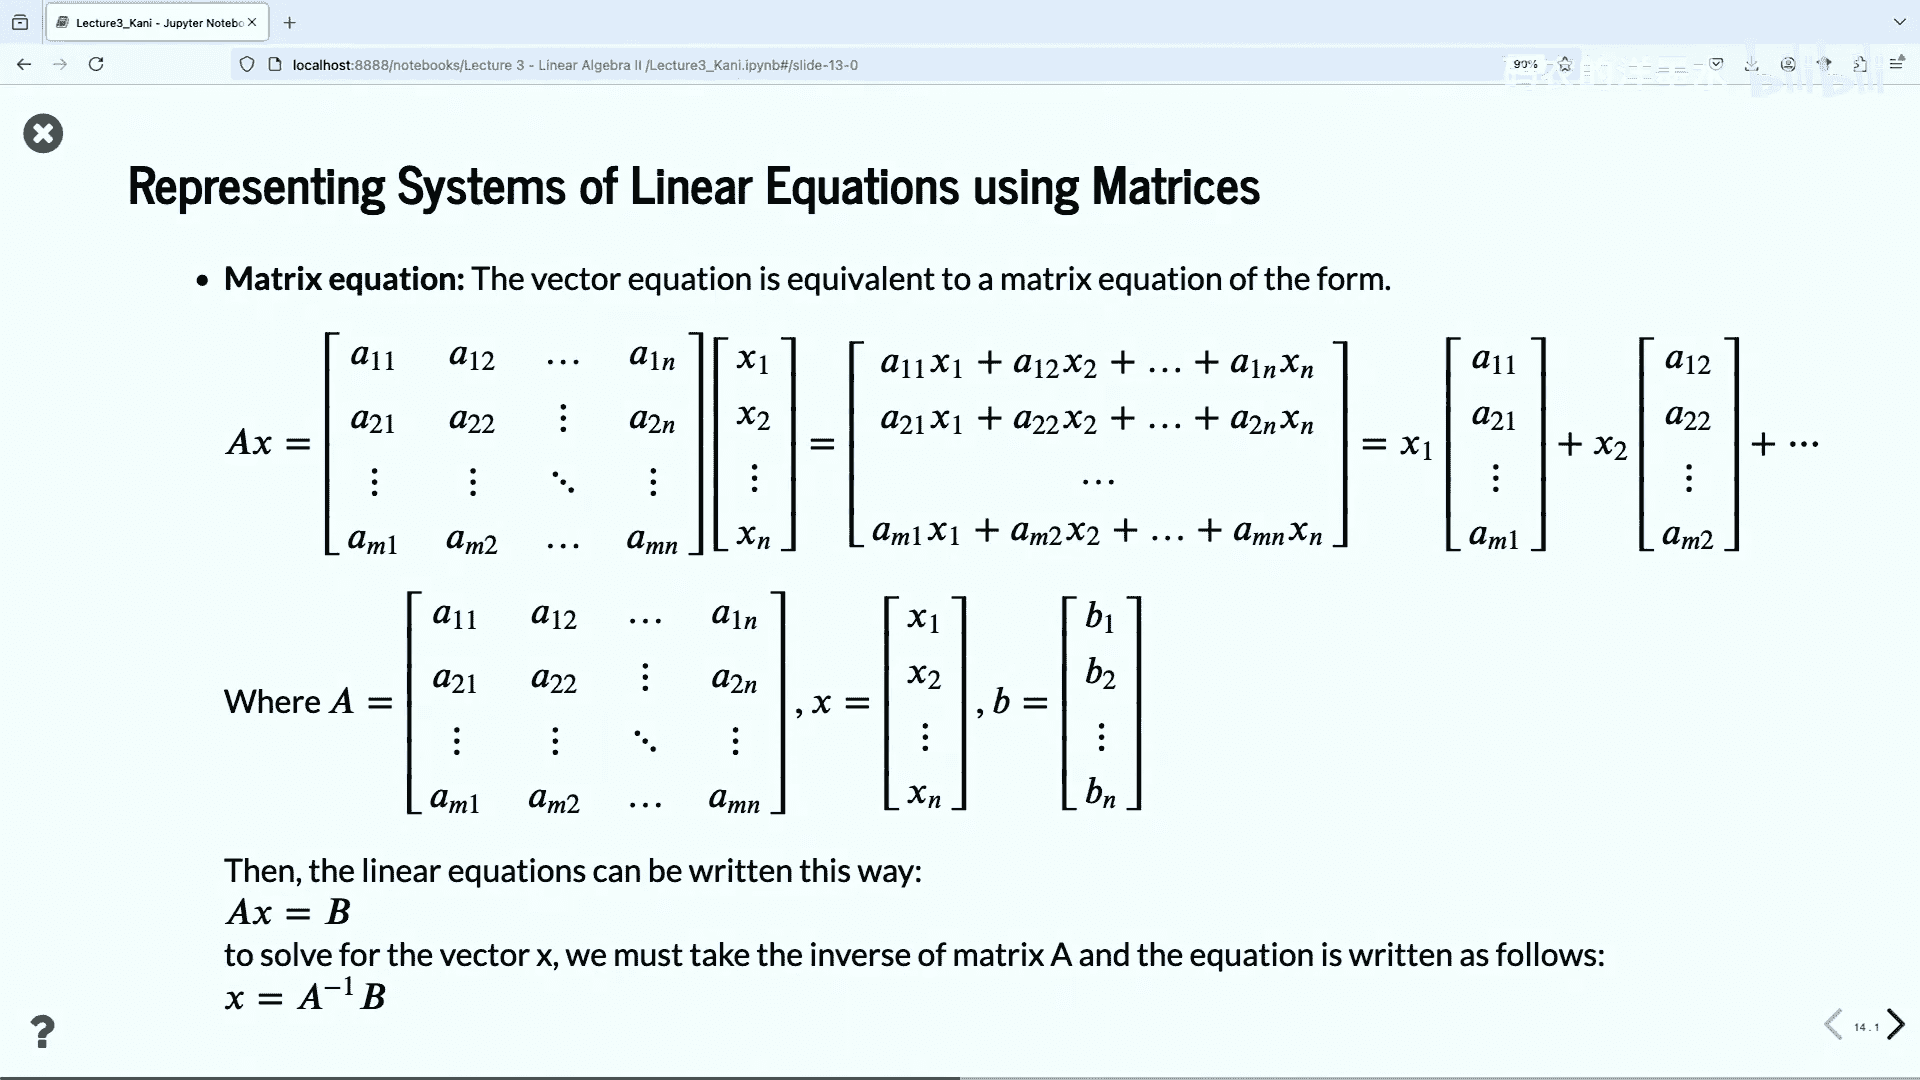 Lecture3_Kani - Jupyter Notebo
localhost:8888/notebooks/Lecture 3 - Linear Algebra II /Lecture3_Kani.ipynb#/slide-13-0
90%
bilibili
Representing Systems of Linear Equations using Matrices
• Matrix equation: The vector equation is equivalent to a matrix equation of the form.
Ax = [a11 a12 … a1n; a21 a22 ⋮ a2n; ⋮ ⋮ ⋱ ⋮; am1 am2 … amn] [x1; x2; ⋮; xn] = [a11x1 + a12x2 + … + a1nxn; a21x1 + a22x2 + … + a2nxn; …; am1x1 + am2x2 + … + amnxn] = x1 [a11; a21; ⋮; am1] + x2 [a12; a22; ⋮; am2] + ⋯
Where A = [a11 a12 … a1n; a21 a22 ⋮ a2n; ⋮ ⋮ ⋱ ⋮; am1 am2 … amn], x = [x1; x2; ⋮; xn], b = [b1; b2; ⋮; bn]
Then, the linear equations can be written this way:
Ax = B
to solve for the vector x, we must take the inverse of matrix A and the equation is written as follows:
x = A⁻¹B
?
14.1